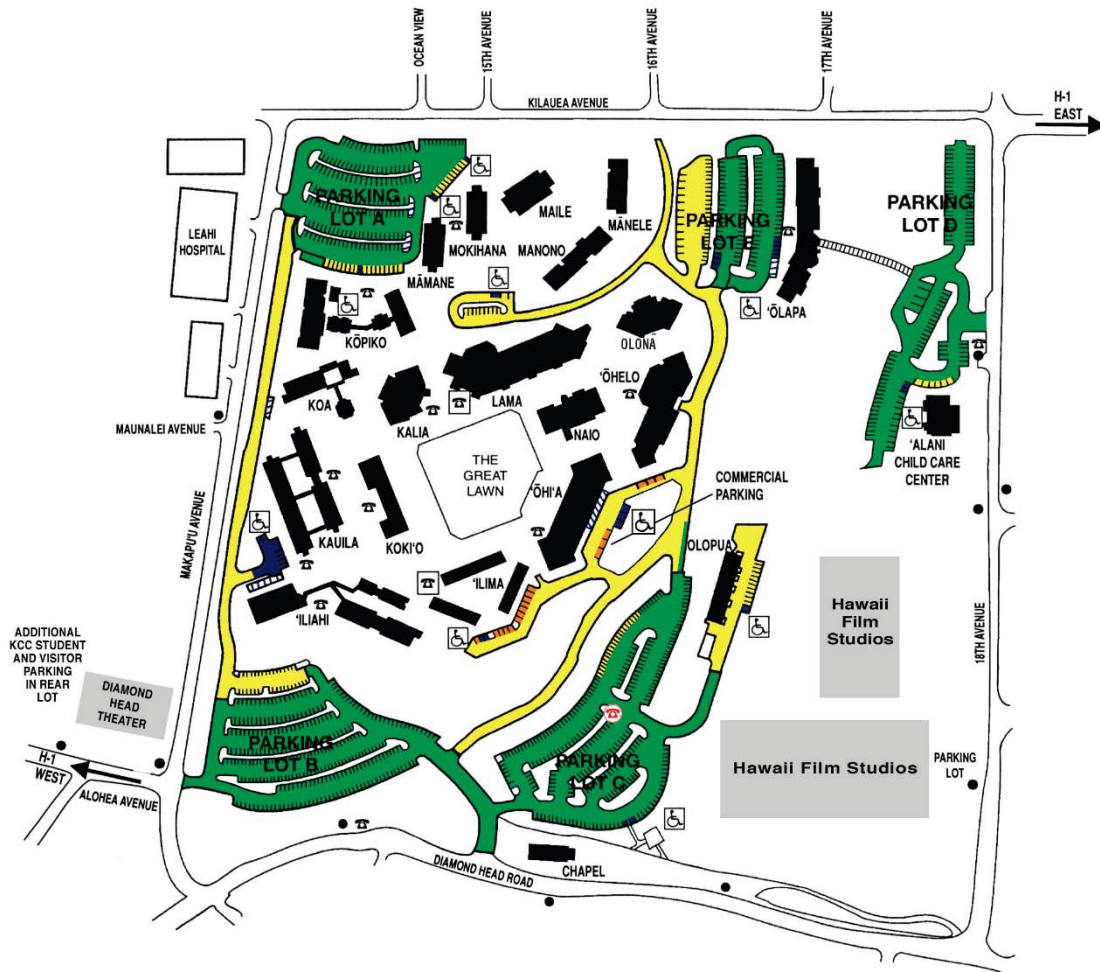 OCEAN VIEW
15TH AVENUE
16TH AVENUE
17TH AVENUE
KILAUEA AVENUE
H-1
EAST
PARKING
LOT A
MAILE
MĀNELE
PARKING
LOT E
PARKING
LOT D
LEAHI
HOSPITAL
MOKIHANA
MANONO
MĀMANE
ʻŌLAPA
KŌPIKO
OLONĀ
ʻŌHELO
KOA
KALIA
LAMA
NAIO
MAUNALEI AVENUE
ʻALANI
CHILD CARE
CENTER
THE
GREAT
LAWN
COMMERCIAL
PARKING
ʻŌHIʻA
MAKAPUʻU AVENUE
KAUILA
KOKIʻO
OLOPUA
ʻILIMA
ʻILIAHI
Hawaii
Film
Studios
18TH AVENUE
ADDITIONAL
KCC STUDENT
AND VISITOR
PARKING
IN REAR
LOT
DIAMOND
HEAD
THEATER
PARKING
LOT B
PARKING
LOT C
Hawaii Film Studios
PARKING
LOT
H-1
WEST
ALOHEA AVENUE
CHAPEL
DIAMOND HEAD ROAD